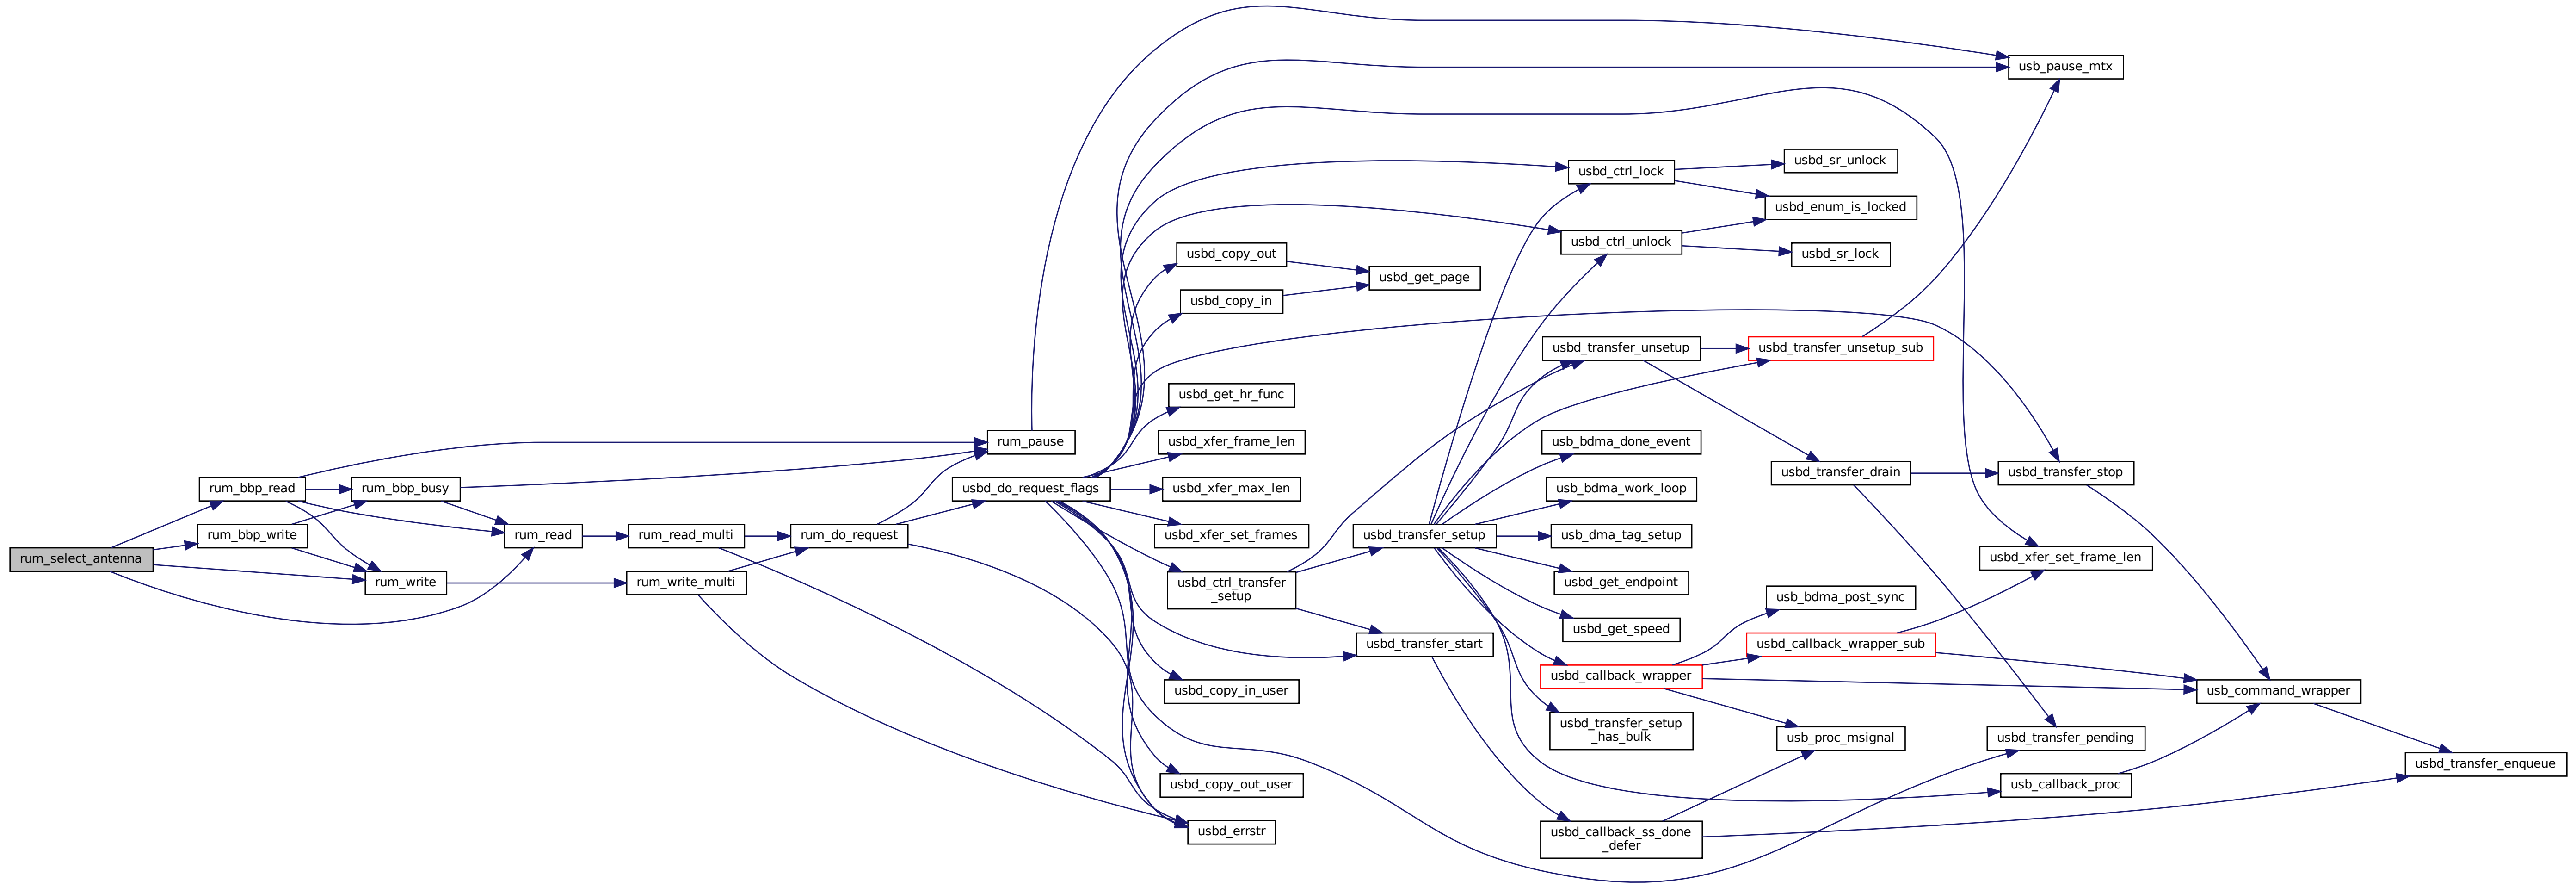 rum_select_antenna
rum_bbp_read
rum_bbp_write
rum_bbp_busy
rum_write
rum_read
rum_read_multi
rum_write_multi
rum_do_request
rum_pause
usbd_do_request_flags
usbd_copy_out
usbd_copy_in
usbd_get_hr_func
usbd_xfer_frame_len
usbd_xfer_max_len
usbd_xfer_set_frames
usbd_ctrl_transfer
_setup
usbd_copy_in_user
usbd_copy_out_user
usbd_errstr
usbd_get_page
usbd_transfer_setup
usbd_transfer_start
usbd_ctrl_lock
usbd_ctrl_unlock
usbd_transfer_unsetup
usb_bdma_done_event
usb_bdma_work_loop
usb_dma_tag_setup
usbd_get_endpoint
usbd_get_speed
usbd_callback_wrapper
usbd_transfer_setup
_has_bulk
usbd_callback_ss_done
_defer
usbd_sr_unlock
usbd_enum_is_locked
usbd_sr_lock
usbd_transfer_unsetup_sub
usbd_transfer_drain
usb_bdma_post_sync
usbd_callback_wrapper_sub
usb_proc_msignal
usb_pause_mtx
usbd_transfer_stop
usbd_xfer_set_frame_len
usbd_transfer_pending
usb_callback_proc
usb_command_wrapper
usbd_transfer_enqueue